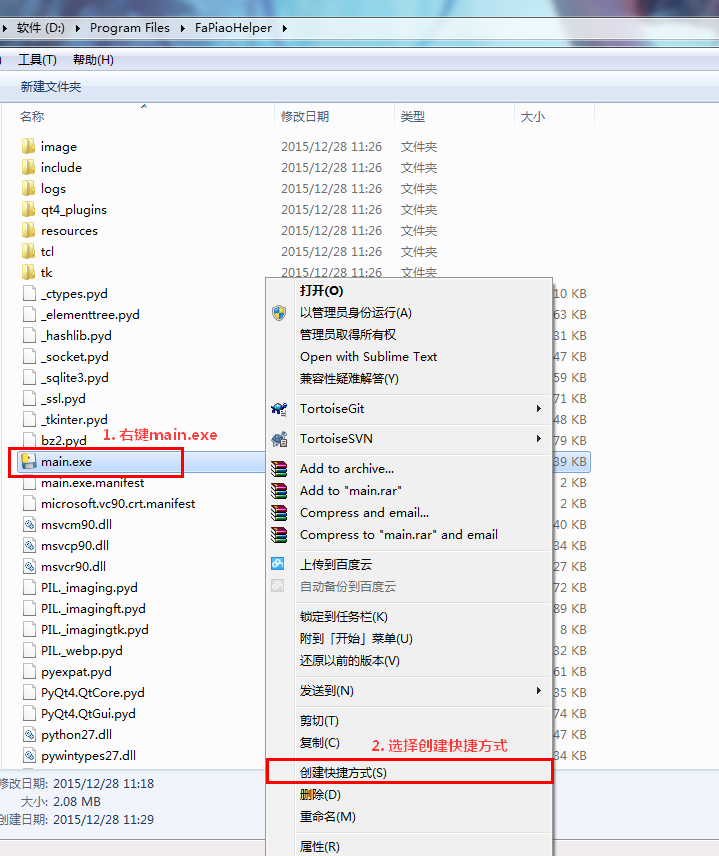 软件 (D:) Program Files FaPiaoHelper
工具(T) 帮助(H)
新建文件夹
名称 修改日期 类型 大小
image 2015/12/28 11:26 文件夹
include 2015/12/28 11:26 文件夹
logs 2015/12/28 11:26 文件夹
qt4_plugins 2015/12/28 11:26 文件夹
resources 2015/12/28 11:26 文件夹
tcl 2015/12/28 11:26 文件夹
tk 2015/12/28 11:26 文件夹
_ctypes.pyd
_elementtree.pyd
_hashlib.pyd
_socket.pyd
_sqlite3.pyd
_ssl.pyd
_tkinter.pyd
bz2.pyd
1. 右键main.exe
main.exe
main.exe.manifest
microsoft.vc90.crt.manifest
msvcm90.dll
msvcp90.dll
msvcr90.dll
PIL._imaging.pyd
PIL._imagingft.pyd
PIL._imagingtk.pyd
PIL._webp.pyd
pyexpat.pyd
PyQt4.QtCore.pyd
PyQt4.QtGui.pyd
python27.dll
pywintypes27.dll
打开(O)
以管理员身份运行(A)
管理员取得所有权
Open with Sublime Text
兼容性疑难解答(Y)
TortoiseGit
TortoiseSVN
Add to archive...
Add to "main.rar"
Compress and email...
Compress to "main.rar" and email
上传到百度云
自动备份到百度云
锁定到任务栏(K)
附到「开始」菜单(U)
还原以前的版本(V)
发送到(N)
剪切(T)
复制(C)
2. 选择创建快捷方式
创建快捷方式(S)
删除(D)
重命名(M)
属性(R)
10 KB
63 KB
81 KB
47 KB
59 KB
71 KB
48 KB
79 KB
89 KB
2 KB
2 KB
40 KB
84 KB
27 KB
72 KB
89 KB
8 KB
82 KB
61 KB
85 KB
74 KB
47 KB
84 KB
修改日期: 2015/12/28 11:18
大小: 2.08 MB
创建日期: 2015/12/28 11:29